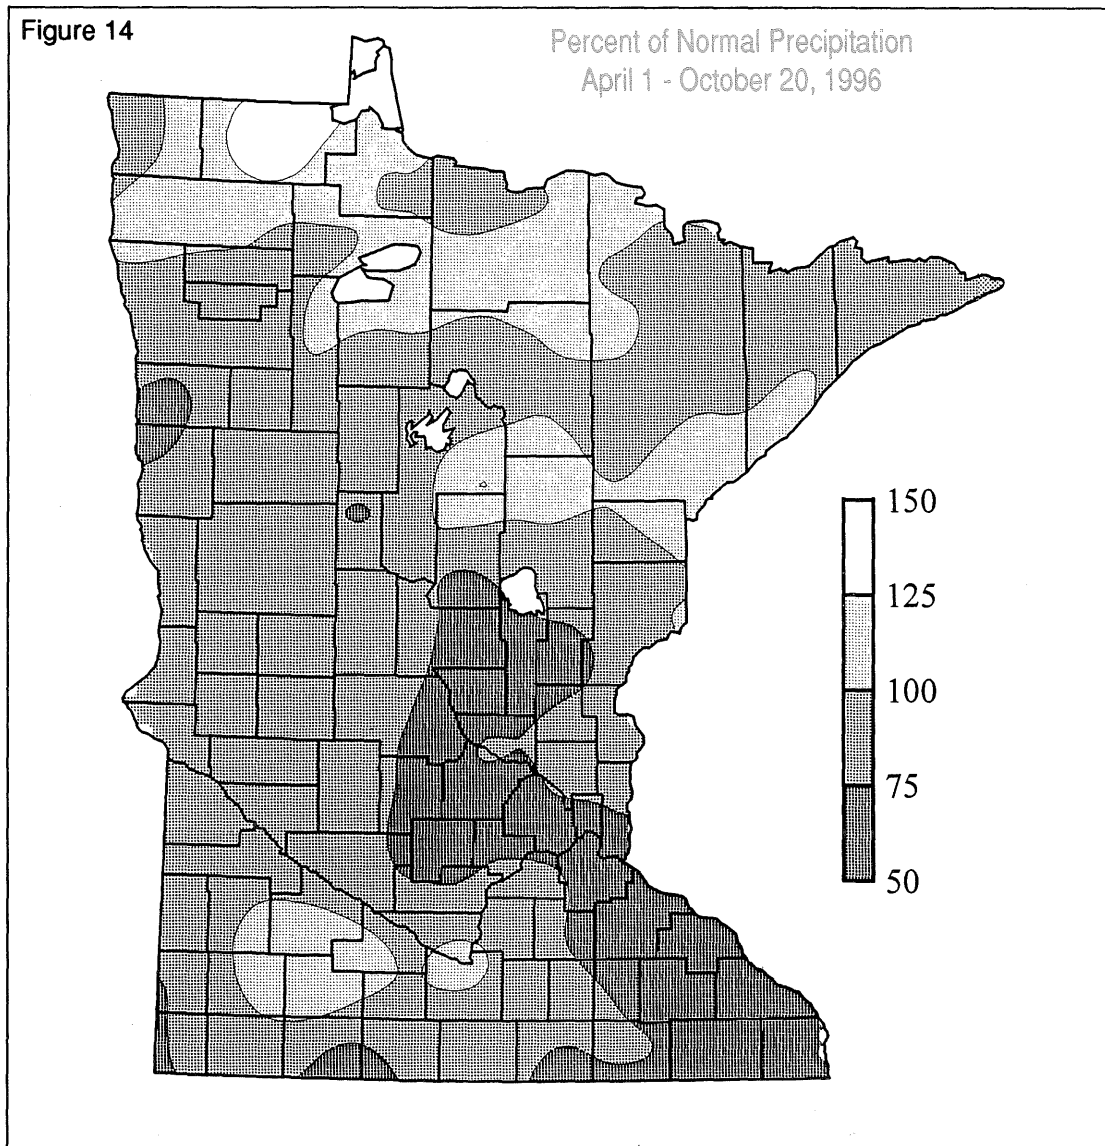 Figure 14
Percent of Normal Precipitation
April 1 - October 20, 1996
150
125
100
75
50